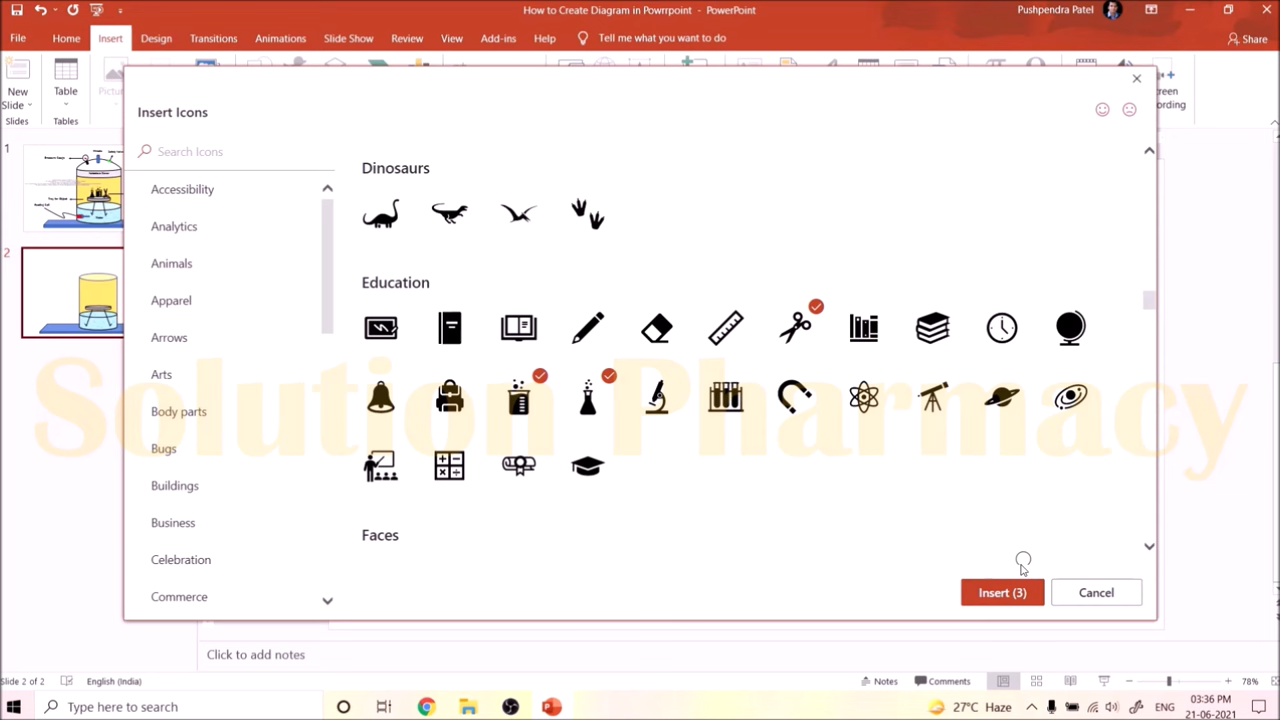 How to Create Diagram in Powrrpoint - PowerPoint
Pushpendra Patel
File Home Insert Design Transitions Animations Slide Show Review View Add-ins Help Tell me what you want to do
Share
New
Slide
Slides
Table
Tables
Insert Icons
Search Icons
Accessibility
Analytics
Animals
Apparel
Arrows
Arts
Body parts
Bugs
Buildings
Business
Celebration
Commerce
Dinosaurs
Education
Faces
Insert (3)
Cancel
1
2
Solution Pharmacy
Click to add notes
Slide 2 of 2 English (India) Notes Comments 78%
Type here to search
27°C Haze
ENG
03:36 PM
21-06-2021